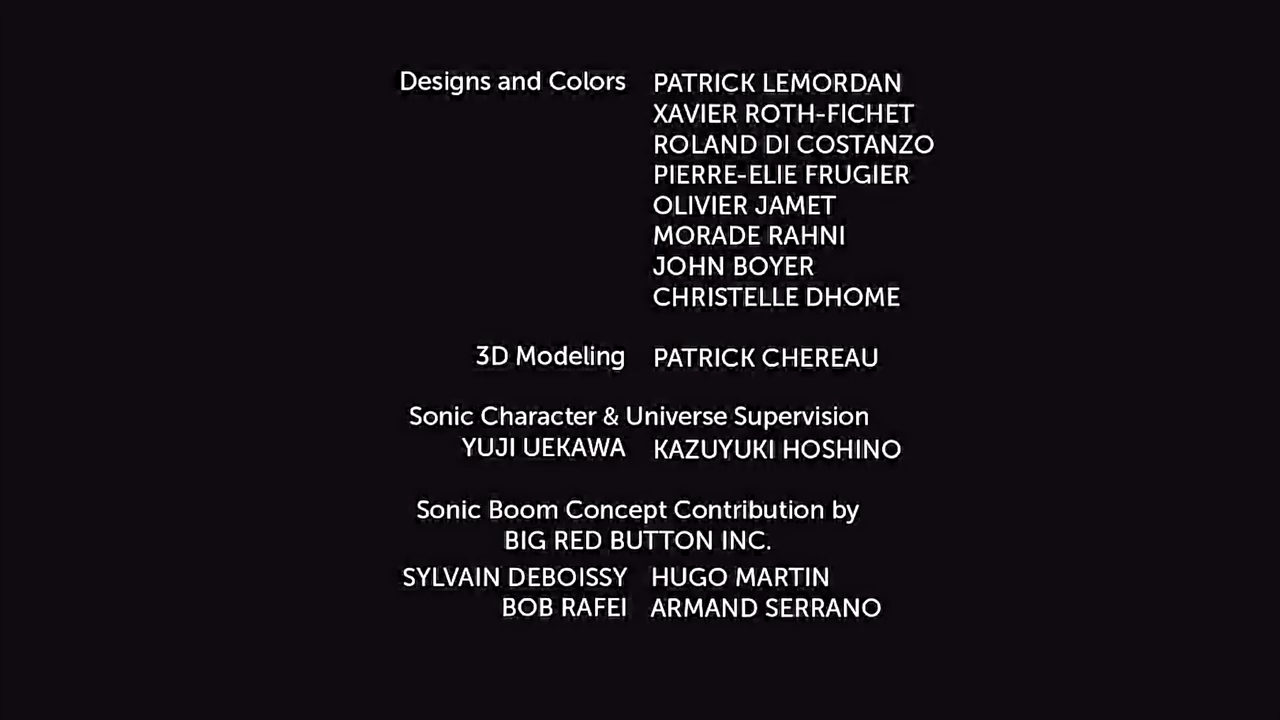 Designs and Colors PATRICK LEMORDAN
XAVIER ROTH-FICHET
ROLAND DI COSTANZO
PIERRE-ELIE FRUGIER
OLIVIER JAMET
MORADE RAHNI
JOHN BOYER
CHRISTELLE DHOME
3D Modeling PATRICK CHEREAU
Sonic Character & Universe Supervision
YUJI UEKAWA KAZUYUKI HOSHINO
Sonic Boom Concept Contribution by
BIG RED BUTTON INC.
SYLVAIN DEBOISSY HUGO MARTIN
BOB RAFEI ARMAND SERRANO